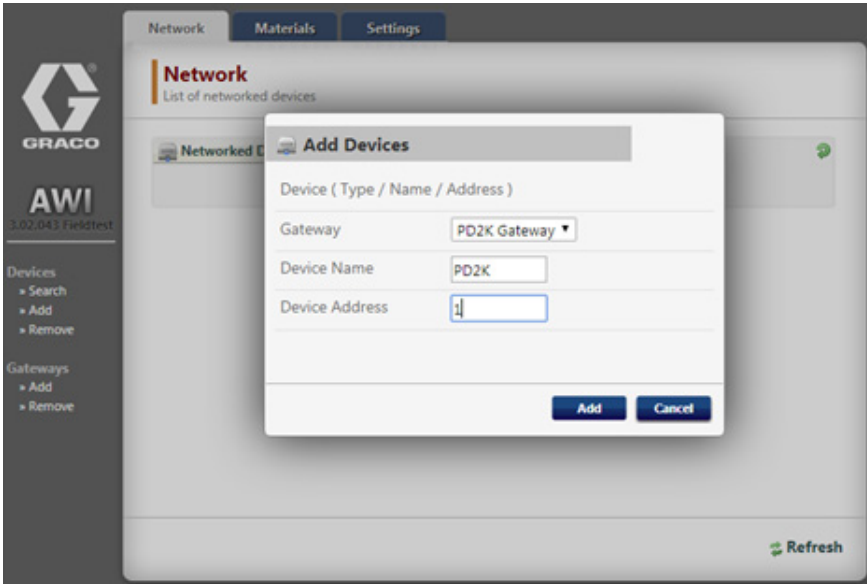 Network Materials Settings
GRACO
AWI
3.02.043 Fieldtest
Devices
» Search
» Add
» Remove
Gateways
» Add
» Remove
Network
List of networked devices
Networked D
Add Devices
Device ( Type / Name / Address )
Gateway PD2K Gateway ▼
Device Name PD2K
Device Address 1
Add Cancel
Refresh